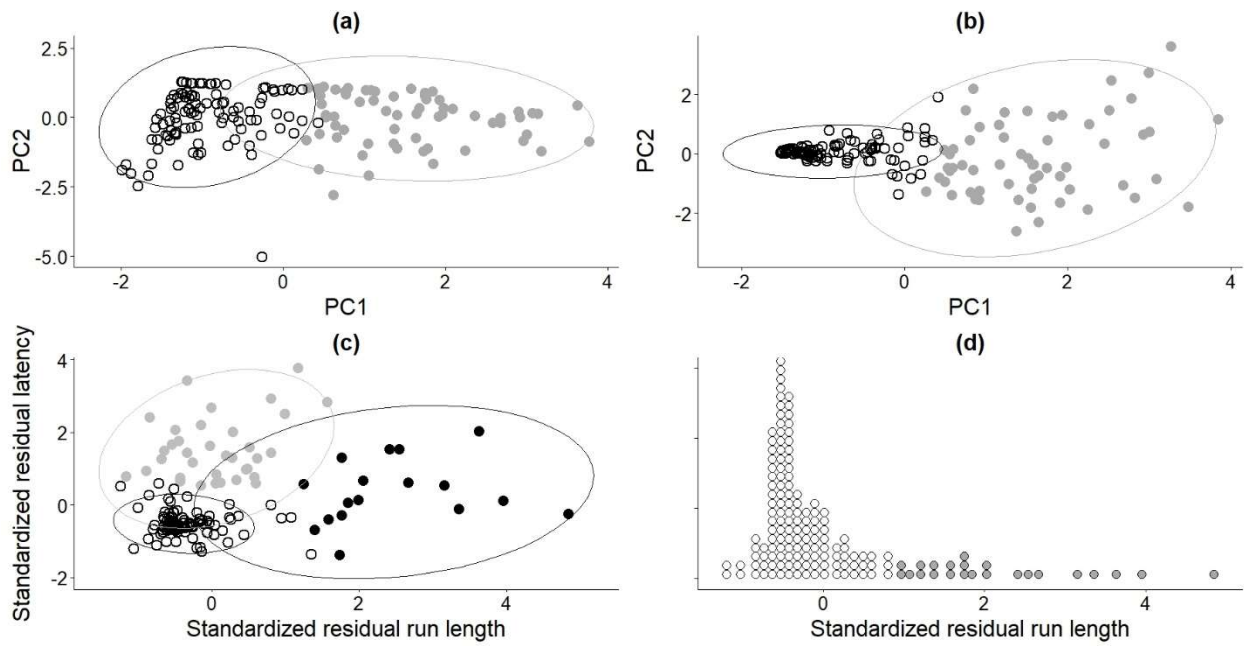 (a)
PC2
2.5
0.0
-2.5
-5.0
-2
0
2
4
PC1
(b)
PC2
2
0
-2
-2
0
2
4
PC1
(c)
Standardized residual latency
4
2
0
-2
0
2
4
Standardized residual run length
(d)
0
2
4
Standardized residual run length